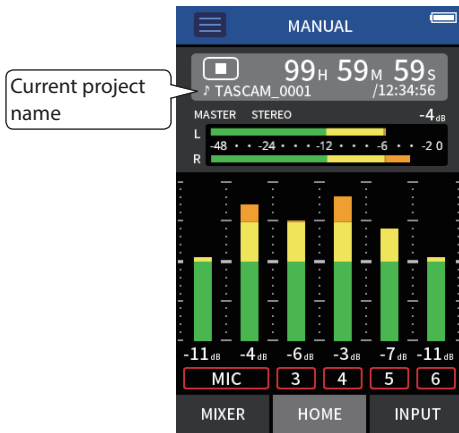 MANUAL
99H 59M 59s
Current project
name
♪ TASCAM_0001 /12:34:56
MASTER STEREO -4dB
L
-48 · · -24 · · · -12 · · · -6 · · -2 0
R
-11dB -4dB -6dB -3dB -7dB -11dB
MIC 3 4 5 6
MIXER HOME INPUT